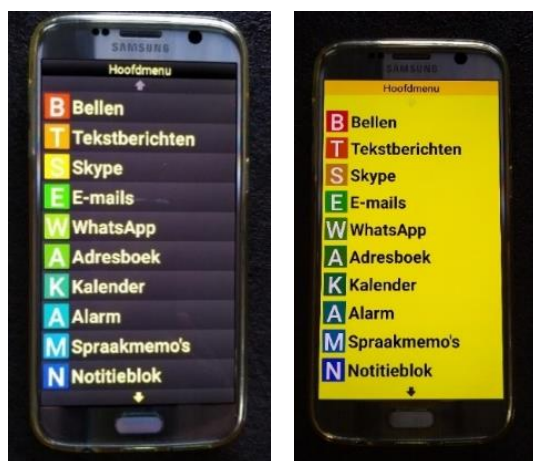 SAMSUNG
Hoofdmenu
B Bellen
T Tekstberichten
S Skype
E E-mails
W WhatsApp
A Adresboek
K Kalender
A Alarm
M Spraakmemo's
N Notitieblok
SAMSUNG
Hoofdmenu
B Bellen
T Tekstberichten
S Skype
E E-mails
W WhatsApp
A Adresboek
K Kalender
A Alarm
M Spraakmemo's
N Notitieblok